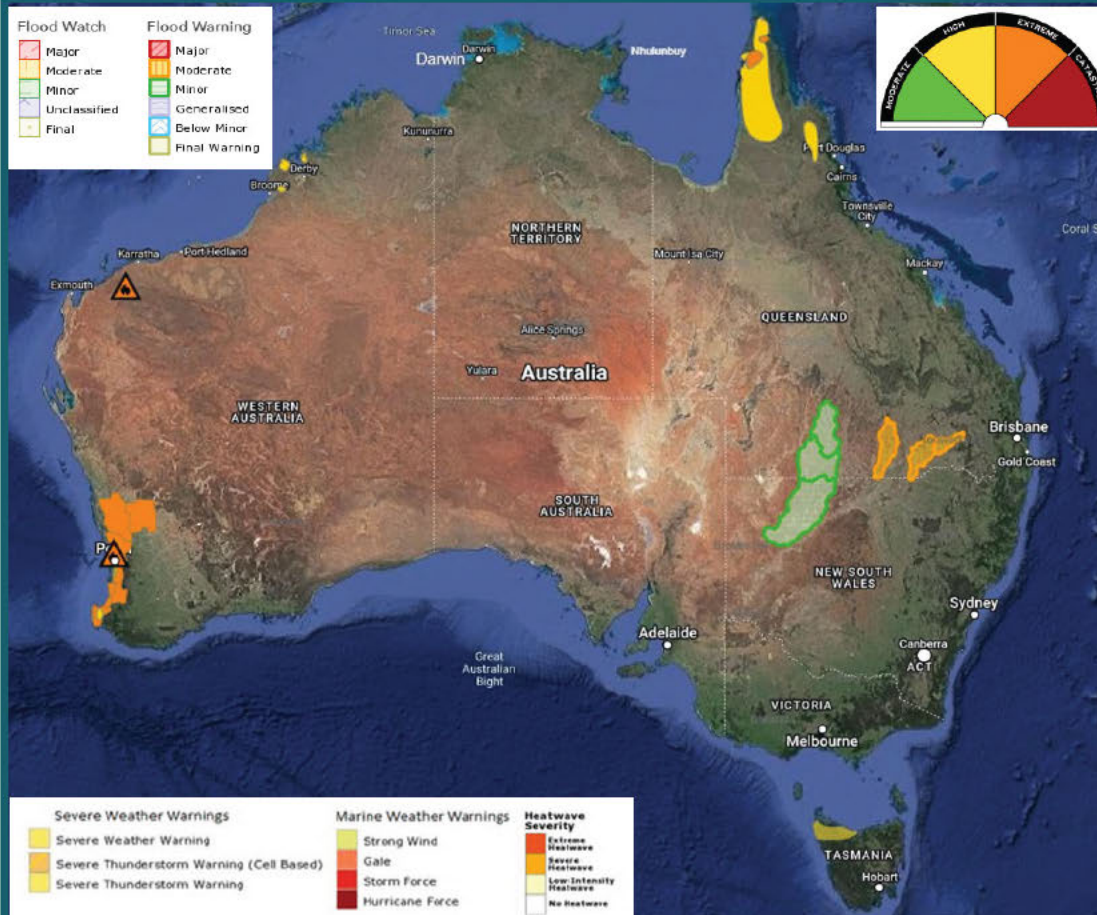 Flood Watch
Major
Moderate
Minor
Unclassified
Final
Flood Warning
Major
Moderate
Minor
Generalised
Below Minor
Final Warning
MODERATE
HIGH
EXTREME
Timor Sea
Darwin
Darwin
Nhulunbuy
Kununurra
Derby
Broome
Port Douglas
Cairns
Townsville
City
Coral
NORTHERN
TERRITORY
Karratha
Port Hedland
Mount Isa City
Mackay
Exmouth
QUEENSLAND
Alice Springs
Yulara
Australia
WESTERN
AUSTRALIA
Brisbane
Gold Coast
SOUTH
AUSTRALIA
NEW SOUTH
WALES
Sydney
Adelaide
Canberra
ACT
Great
Australian
Bight
VICTORIA
Melbourne
TASMANIA
Hobart
Severe Weather Warnings
Severe Weather Warning
Severe Thunderstorm Warning (Cell Based)
Severe Thunderstorm Warning
Marine Weather Warnings
Strong Wind
Gale
Storm Force
Hurricane Force
Heatwave
Severity
Extreme
Heatwave
Severe
Heatwave
Low-Intensity
Heatwave
No Heatwave